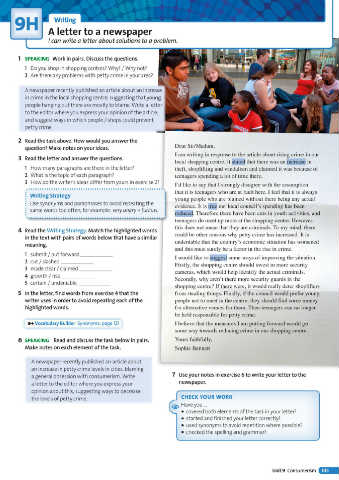 9H
Writing
A letter to a newspaper
I can write a letter about solutions to a problem.
1 SPEAKING Work in pairs. Discuss the questions.
1 Do you shop in shopping centres? Why? / Why not?
2 Are there any problems with petty crime in your area?
A newspaper recently published an article about an increase
in crime in the local shopping centre, suggesting that young
people hanging out there are mostly to blame. Write a letter
to the editor where you express your opinion of the article,
and suggest ways in which people / shops could prevent
petty crime.
2 Read the task above. How would you answer the
question? Make notes on your ideas.
3 Read the letter and answer the questions.
1 How many paragraphs are there in the letter?
2 What is the topic of each paragraph?
3 How do the writer's ideas differ from yours in exercise 2?
Writing Strategy
Use synonyms and paraphrases to avoid repeating the
same words too often, for example:
4 Read the Writing Strategy. Match the highlighted words
in the text with pairs of words below that have a similar
meaning.
1 submit / put forward
2 cut / slashed
3 made clear / claimed
4 growth / rise
5 certain / undeniable
5 In the letter, find words from exercise 4 that the
writer uses in order to avoid repeating each of the
highlighted words.
Vocabulary Builder Synonyms: page
6 SPEAKING Read and discuss the task below in pairs.
Make notes on each element of the task.
A newspaper recently published an article about
an increase in petty crime levels in cities, blaming
a general obsession with consumerism. Write
a letter to the editor where you express your
opinion about this, suggesting ways to decrease
the level of petty crime.
Dear Sir/Madam,
I am writing in response to the article about rising crime in our
local shopping centre. It stated that there was an increase in
theft, shoplifting and vandalism and claimed it was because of
teenagers spending a lot of time there.
I'd like to say that I strongly disagree with the assumption
that it is teenagers who are at fault here. I feel that it is always
young people who are blamed without there being any actual
evidence. It is true our local council's spending has been
reduced. Therefore there have been cuts in youth activities, and
teenagers do meet up more at the shopping centre. However,
this does not mean that they are criminals. To my mind, there
could be other reasons why petty crime has increased. It is
undeniable that the country's economic situation has worsened
and this must surely be a factor in the rise in crime.
I would like to suggest some ways of improving the situation.
Firstly, the shopping centre should invest in more security
cameras, which would help identify the actual criminals.
Secondly, why aren't there more security guards in the
shopping centre? If there were, it would really deter shoplifters
from stealing things. Finally, if the council would prefer young
people not to meet in the centre, they should find some money
for alternative venues for them. Then teenagers can no longer
be held responsible for petty crime.
I believe that the measures I am putting forward would go
some way towards reducing crime in our shopping centre.
Yours faithfully,
Sophie Bennett
7 Use your notes in exercise 6 to write your letter to the
newspaper.
CHECK YOUR WORK
Have you ...
• covered both elements of the task in your letter?
• started and finished your letter correctly?
• used synonyms to avoid repetition where possible?
• checked the spelling and grammar?
Unit 9 Consumerism